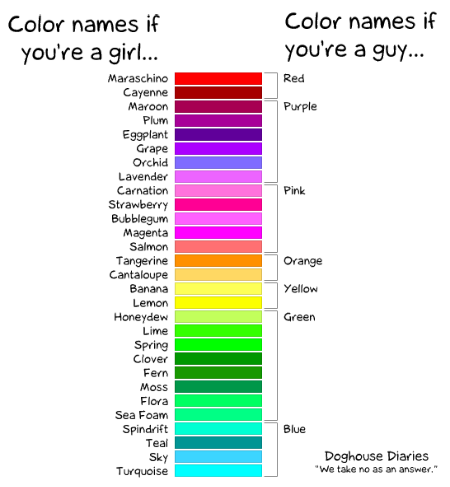 Color names if
you're a girl...
Color names if
you're a guy...
Maraschino
Cayenne
Maroon
Plum
Eggplant
Grape
Orchid
Lavender
Carnation
Strawberry
Bubblegum
Magenta
Salmon
Tangerine
Cantaloupe
Banana
Lemon
Honeydew
Lime
Spring
Clover
Fern
Moss
Flora
Sea Foam
Spindrift
Teal
Sky
Turquoise
Red
Purple
Pink
Orange
Yellow
Green
Blue
Doghouse Diaries
"We take no as an answer."